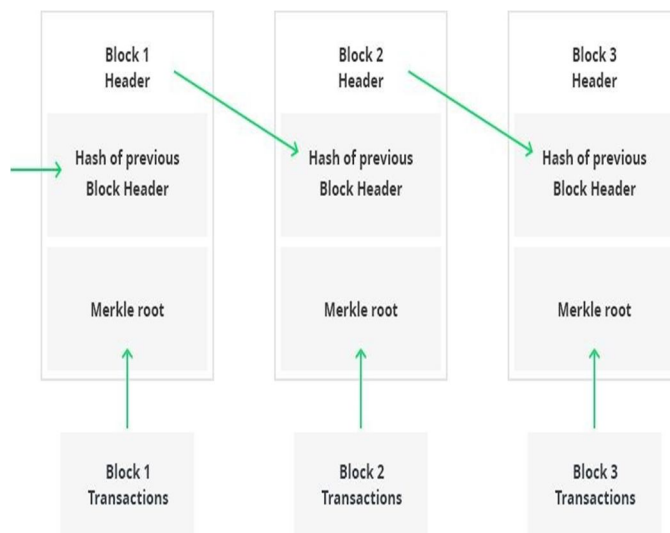 Block 1
Header
Hash of previous
Block Header
Merkle root
Block 1
Transactions
Block 2
Header
Hash of previous
Block Header
Merkle root
Block 2
Transactions
Block 3
Header
Hash of previous
Block Header
Merkle root
Block 3
Transactions